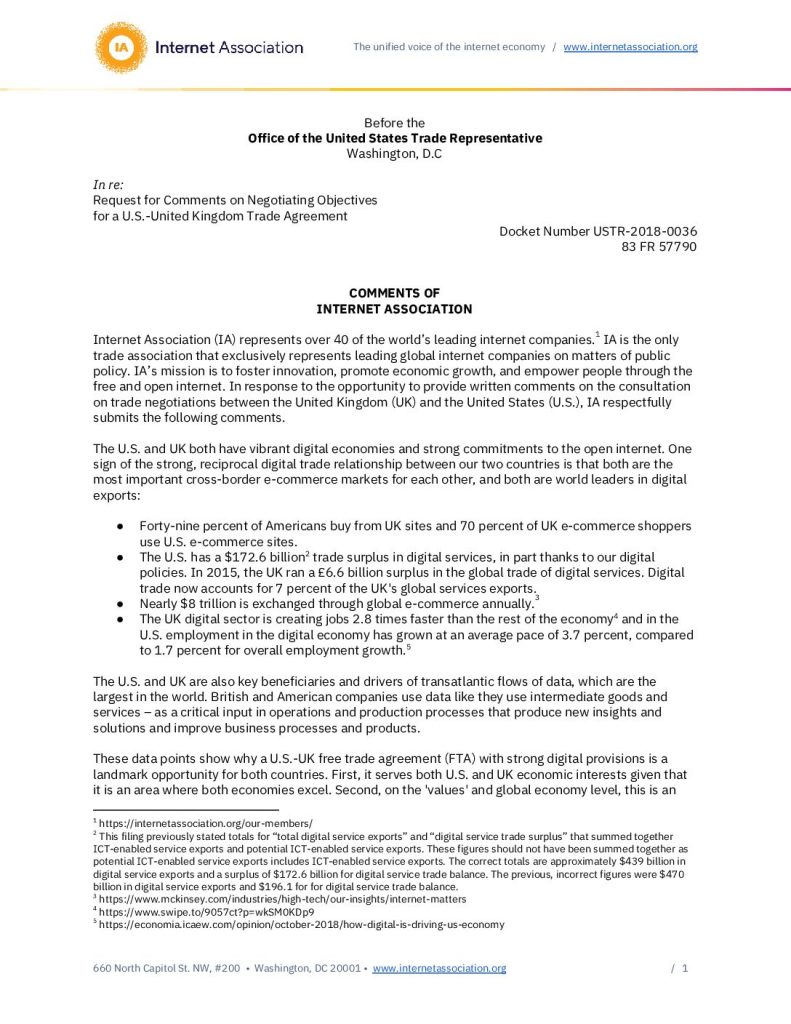 IA Internet Association
The unified voice of the internet economy / www.internetassociation.org
Before the
Office of the United States Trade Representative
Washington, D.C
In re:
Request for Comments on Negotiating Objectives
for a U.S.-United Kingdom Trade Agreement
Docket Number USTR-2018-0036
83 FR 57790
COMMENTS OF
INTERNET ASSOCIATION
Internet Association (IA) represents over 40 of the world's leading internet companies.1 IA is the only
trade association that exclusively represents leading global internet companies on matters of public
policy. IA's mission is to foster innovation, promote economic growth, and empower people through the
free and open internet. In response to the opportunity to provide written comments on the consultation
on trade negotiations between the United Kingdom (UK) and the United States (U.S.), IA respectfully
submits the following comments.
The U.S. and UK both have vibrant digital economies and strong commitments to the open internet. One
sign of the strong, reciprocal digital trade relationship between our two countries is that both are the
most important cross-border e-commerce markets for each other, and both are world leaders in digital
exports:
● Forty-nine percent of Americans buy from UK sites and 70 percent of UK e-commerce shoppers
use U.S. e-commerce sites.
● The U.S. has a $172.6 billion2 trade surplus in digital services, in part thanks to our digital
policies. In 2015, the UK ran a £6.6 billion surplus in the global trade of digital services. Digital
trade now accounts for 7 percent of the UK's global services exports.
● Nearly $8 trillion is exchanged through global e-commerce annually.3
● The UK digital sector is creating jobs 2.8 times faster than the rest of the economy4 and in the
U.S. employment in the digital economy has grown at an average pace of 3.7 percent, compared
to 1.7 percent for overall employment growth.5
The U.S. and UK are also key beneficiaries and drivers of transatlantic flows of data, which are the
largest in the world. British and American companies use data like they use intermediate goods and
services – as a critical input in operations and production processes that produce new insights and
solutions and improve business processes and products.
These data points show why a U.S.-UK free trade agreement (FTA) with strong digital provisions is a
landmark opportunity for both countries. First, it serves both U.S. and UK economic interests given that
it is an area where both economies excel. Second, on the 'values' and global economy level, this is an
1 https://internetassociation.org/our-members/
2 This filing previously stated totals for “total digital service exports” and “digital service trade surplus” that summed together
ICT-enabled service exports and potential ICT-enabled service exports. These figures should not have been summed together as
potential ICT-enabled service exports includes ICT-enabled service exports. The correct totals are approximately $439 billion in
digital service exports and a surplus of $172.6 billion for digital service trade balance. The previous, incorrect figures were $470
billion in digital service exports and $196.1 for for digital service trade balance.
3 https://www.mckinsey.com/industries/high-tech/our-insights/internet-matters
4 https://www.swipe.to/9057ct?p=wkSM0KDp9
5 https://economia.icaew.com/opinion/october-2018/how-digital-is-driving-us-economy
660 North Capitol St. NW, #200 • Washington, DC 20001 • www.internetassociation.org / 1